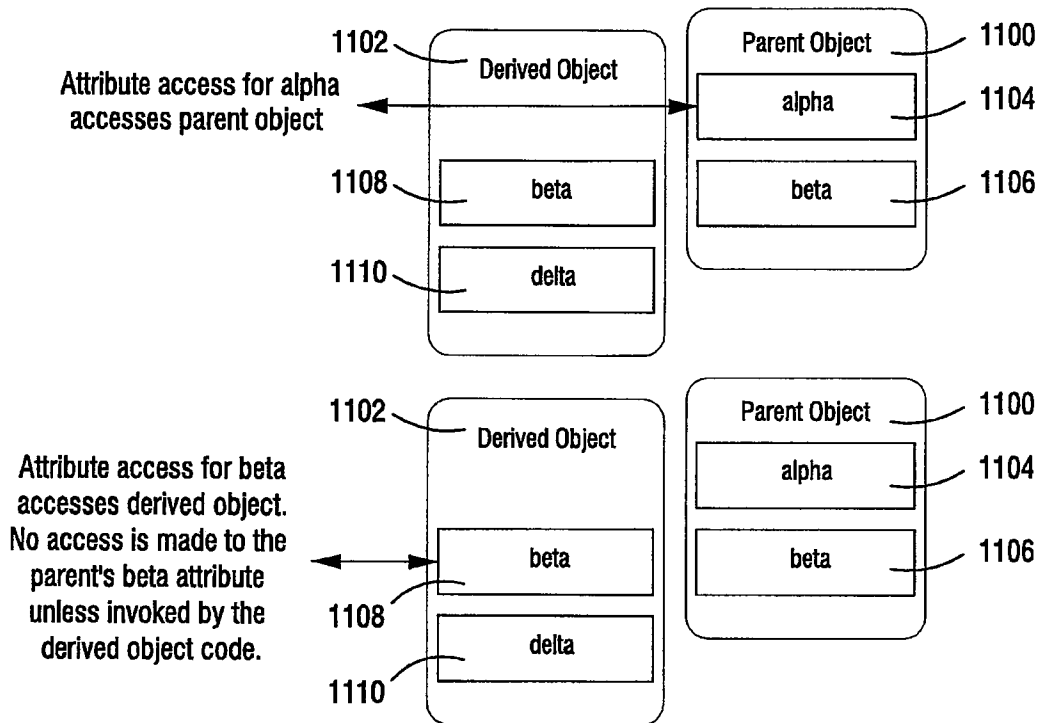 1102
Derived Object
Parent Object
1100
Attribute access for alpha
accesses parent object
alpha
1104
1108
beta
beta
1106
1110
delta
1102
Derived Object
Parent Object
1100
Attribute access for beta
accesses derived object.
No access is made to the
parent's beta attribute
unless invoked by the
derived object code.
alpha
1104
beta
1108
beta
1106
delta
1110